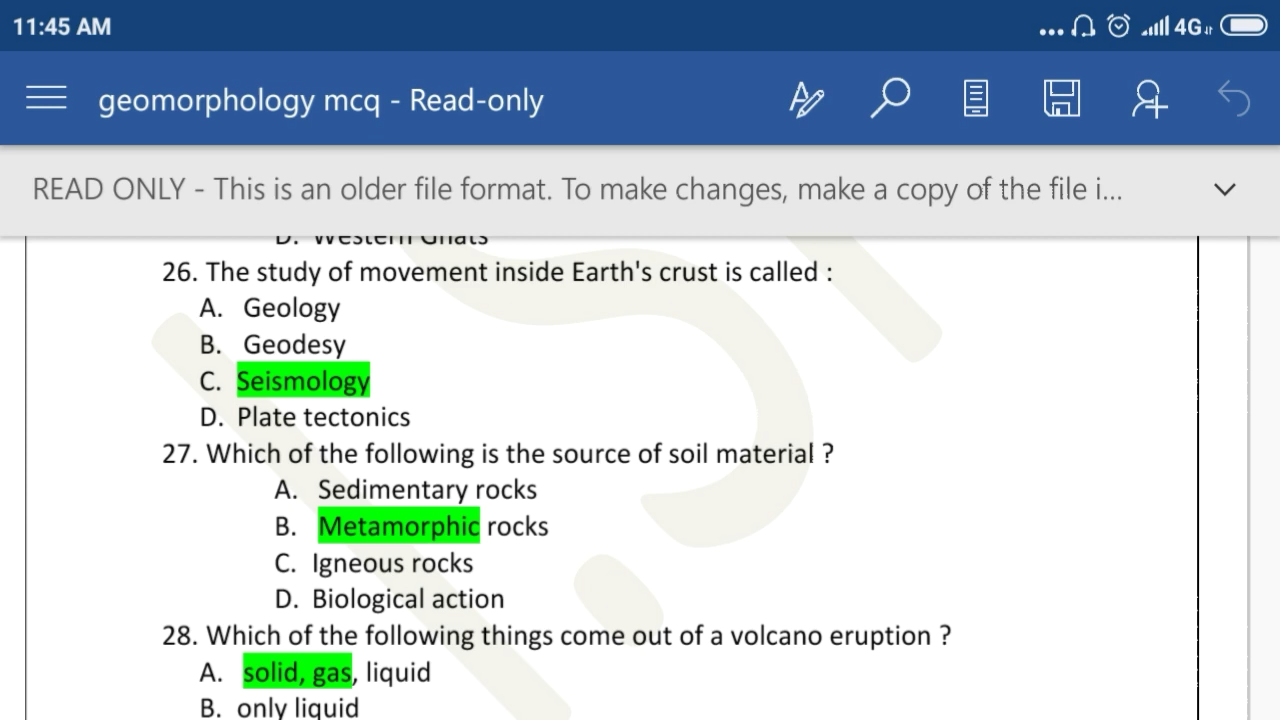 11:45 AM
... 4G
geomorphology mcq - Read-only
READ ONLY - This is an older file format. To make changes, make a copy of the file i...
D. Western Ghats
26. The study of movement inside Earth's crust is called :
A. Geology
B. Geodesy
C. Seismology
D. Plate tectonics
27. Which of the following is the source of soil material ?
A. Sedimentary rocks
B. Metamorphic rocks
C. Igneous rocks
D. Biological action
28. Which of the following things come out of a volcano eruption ?
A. solid, gas, liquid
B. only liquid